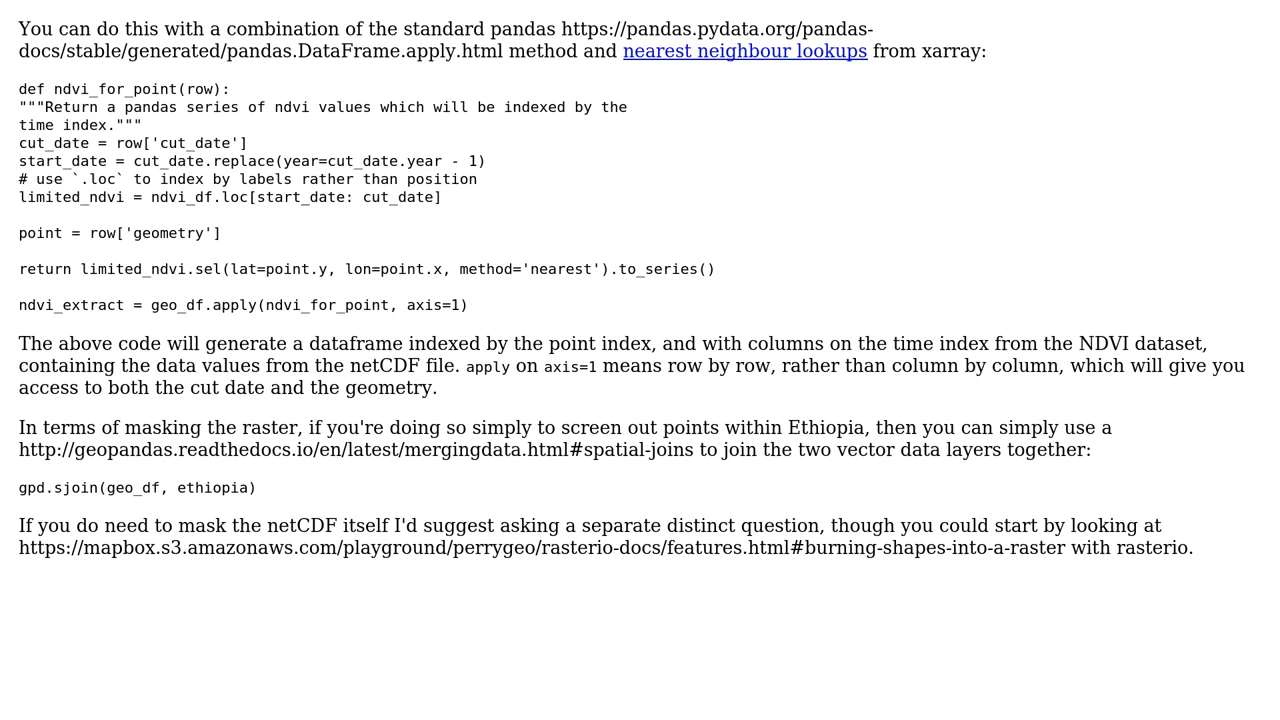 You can do this with a combination of the standard pandas https://pandas.pydata.org/pandas-
docs/stable/generated/pandas.DataFrame.apply.html method and nearest neighbour lookups from xarray:
def ndvi_for_point(row):
"""Return a pandas series of ndvi values which will be indexed by the
time index."""
cut_date = row['cut_date']
start_date = cut_date.replace(year=cut_date.year - 1)
# use `.loc` to index by labels rather than position
limited_ndvi = ndvi_df.loc[start_date: cut_date]
point = row['geometry']
return limited_ndvi.sel(lat=point.y, lon=point.x, method='nearest').to_series()
ndvi_extract = geo_df.apply(ndvi_for_point, axis=1)
The above code will generate a dataframe indexed by the point index, and with columns on the time index from the NDVI dataset,
containing the data values from the netCDF file. apply on axis=1 means row by row, rather than column by column, which will give you
access to both the cut date and the geometry.
In terms of masking the raster, if you're doing so simply to screen out points within Ethiopia, then you can simply use a
http://geopandas.readthedocs.io/en/latest/mergingdata.html#spatial-joins to join the two vector data layers together:
gpd.sjoin(geo_df, ethiopia)
If you do need to mask the netCDF itself I'd suggest asking a separate distinct question, though you could start by looking at
https://mapbox.s3.amazonaws.com/playground/perrygeo/rasterio-docs/features.html#burning-shapes-into-a-raster with rasterio.